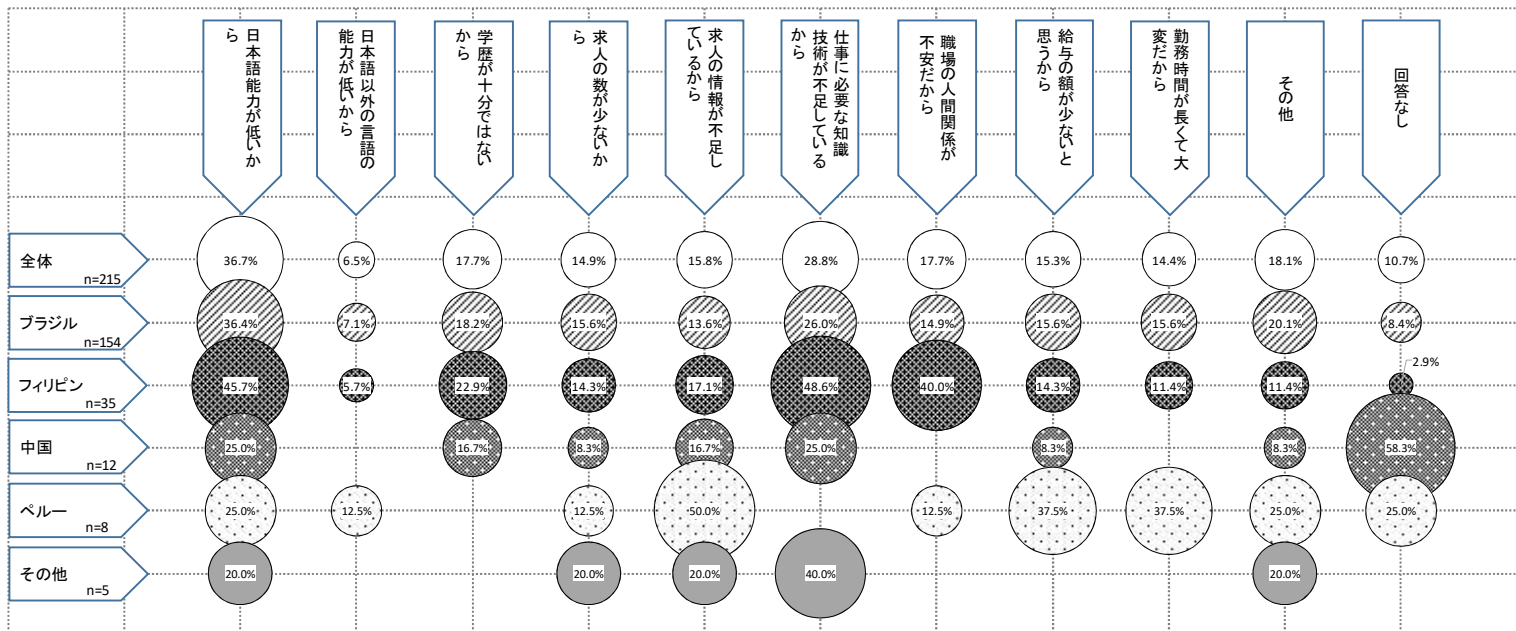 日本語能力が低いか
ら
日本語以外の言語の
能力が低いから
学歴が十分ではない
から
求人の数が少ないか
ら
求人の情報が不足し
ているから
仕事に必要な知識
技術が不足している
から
職場の人間関係が
不安だから
給与の額が少ないと
思うから
勤務時間が長くて大
変だから
その他
回答なし
全体
n=215
36.7%
6.5%
17.7%
14.9%
15.8%
28.8%
17.7%
15.3%
14.4%
18.1%
10.7%
ブラジル
n=154
36.4%
7.1%
18.2%
15.6%
13.6%
26.0%
14.9%
15.6%
15.6%
20.1%
8.4%
フィリピン
n=35
45.7%
5.7%
22.9%
14.3%
17.1%
48.6%
40.0%
14.3%
11.4%
11.4%
2.9%
中国
n=12
25.0%
16.7%
8.3%
16.7%
25.0%
8.3%
8.3%
58.3%
ペルー
n=8
25.0%
12.5%
12.5%
50.0%
12.5%
37.5%
37.5%
25.0%
25.0%
その他
n=5
20.0%
20.0%
20.0%
40.0%
20.0%